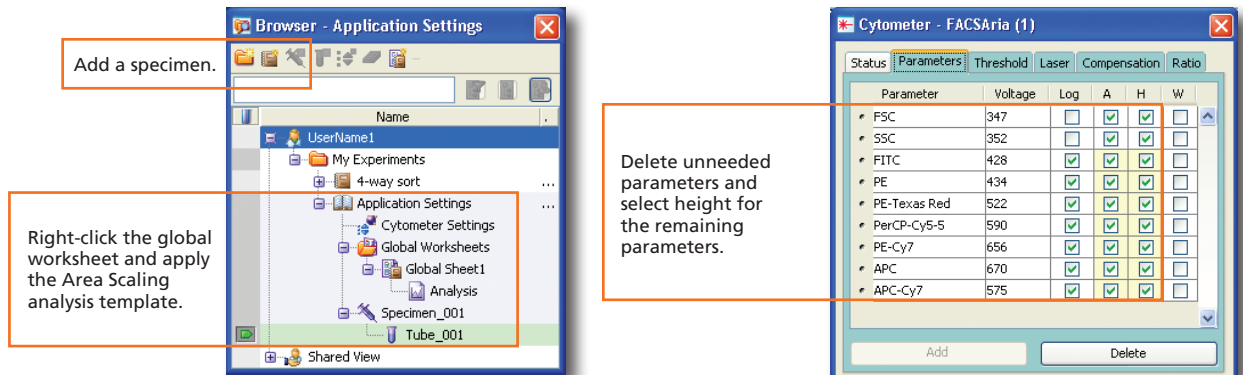 Browser - Application Settings
Add a specimen.
Name
.
UserName1
My Experiments
4-way sort
...
Application Settings
...
Cytometer Settings
Global Worksheets
Global Sheet1
Analysis
Specimen_001
Tube_001
Shared View
Right-click the global
worksheet and apply
the Area Scaling
analysis template.
Cytometer - FACSAria (1)
Status Parameters Threshold Laser Compensation Ratio
Parameter Voltage Log A H W
FSC 347
SSC 352
FITC 428
PE 434
PE-Texas Red 522
PerCP-Cy5-5 590
PE-Cy7 656
APC 670
APC-Cy7 575
Add Delete
Delete unneeded
parameters and
select height for
the remaining
parameters.